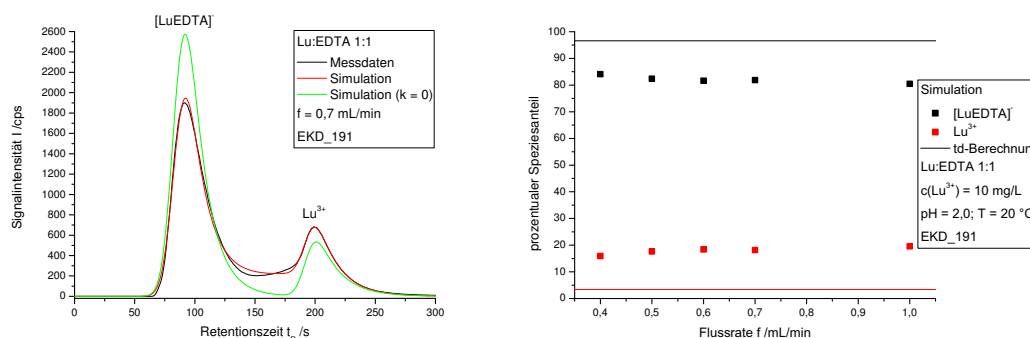 [LuEDTA]⁻
Signalintensität I /cps
2600
2400
2200
2000
1800
1600
1400
1200
1000
800
600
400
200
0
Lu:EDTA 1:1
Messdaten
Simulation
Simulation (k = 0)
f = 0,7 mL/min
EKD_191
Lu³⁺
0 50 100 150 200 250 300
Retentionszeit t /s
prozentualer Speziesanteil
100
90
80
70
60
50
40
30
20
10
0
Simulation
[LuEDTA]⁻
Lu³⁺
td-Berechnun
Lu:EDTA 1:1
c(Lu³⁺) = 10 mg/L
pH = 2,0; T = 20 °C
EKD_191
0,4 0,5 0,6 0,7 0,8 0,9 1,0
Flussrate f /mL/min